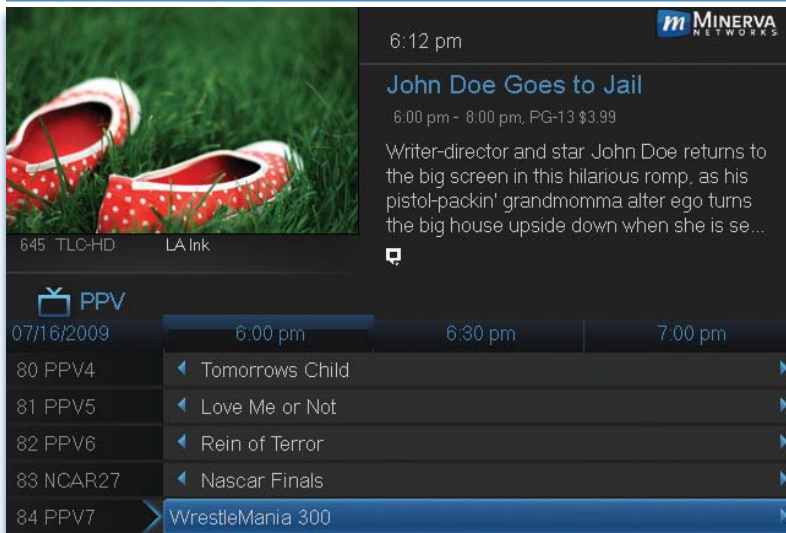 6:12 pm
MINERVA
NETWORKS
John Doe Goes to Jail
6:00 pm - 8:00 pm, PG-13 $3.99
Writer-director and star John Doe returns to
the big screen in this hilarious romp, as his
pistol-packin' grandmomma alter ego turns
the big house upside down when she is se...
645 TLC-HD LA Ink
PPV
07/16/2009 6:00 pm 6:30 pm 7:00 pm
80 PPV4 Tomorrows Child
81 PPV5 Love Me or Not
82 PPV6 Rein of Terror
83 NCAR27 Nascar Finals
84 PPV7 WrestleMania 300